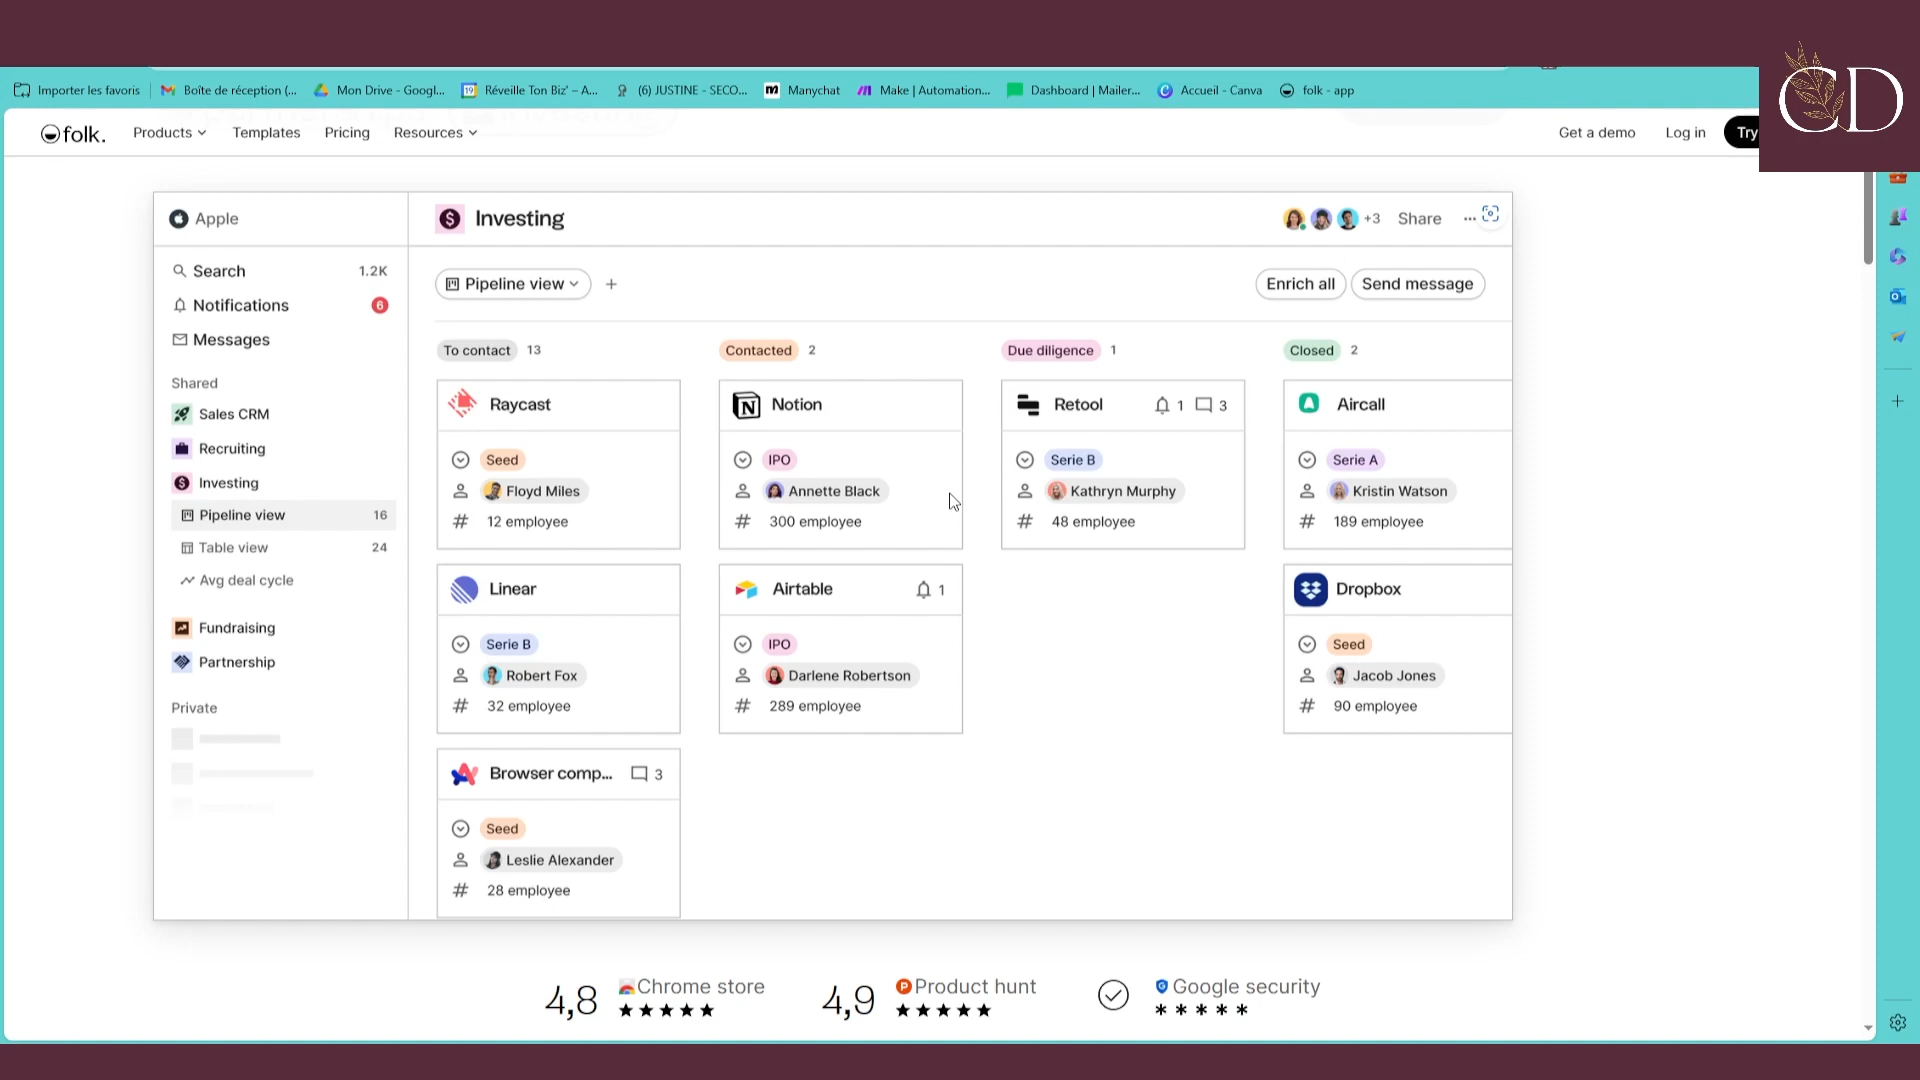 Importer les favoris
Boîte de réception (...
Mon Drive - Googl...
Réveille Ton Biz' – A...
(6) JUSTINE - SECO...
Manychat
Make | Automation...
Dashboard | Mailer...
Accueil - Canva
folk - app
CD
folk.
Products
Templates
Pricing
Resources
Get a demo
Log in
Try
Apple
Search 1.2K
Notifications 6
Messages
Shared
Sales CRM
Recruiting
Investing
Pipeline view 16
Table view 24
Avg deal cycle
Fundraising
Partnership
Private
Investing
+3 Share ...
Pipeline view +
Enrich all
Send message
To contact 13
Raycast
Seed
Floyd Miles
# 12 employee
Linear
Serie B
Robert Fox
# 32 employee
Browser comp... 3
Seed
Leslie Alexander
# 28 employee
Contacted 2
Notion
IPO
Annette Black
# 300 employee
Airtable 1
IPO
Darlene Robertson
# 289 employee
Due diligence 1
Retool 1 3
Serie B
Kathryn Murphy
# 48 employee
Closed 2
Aircall
Serie A
Kristin Watson
# 189 employee
Dropbox
Seed
Jacob Jones
# 90 employee
4,8 Chrome store
★★★★★
4,9 Product hunt
★★★★★
Google security
*****